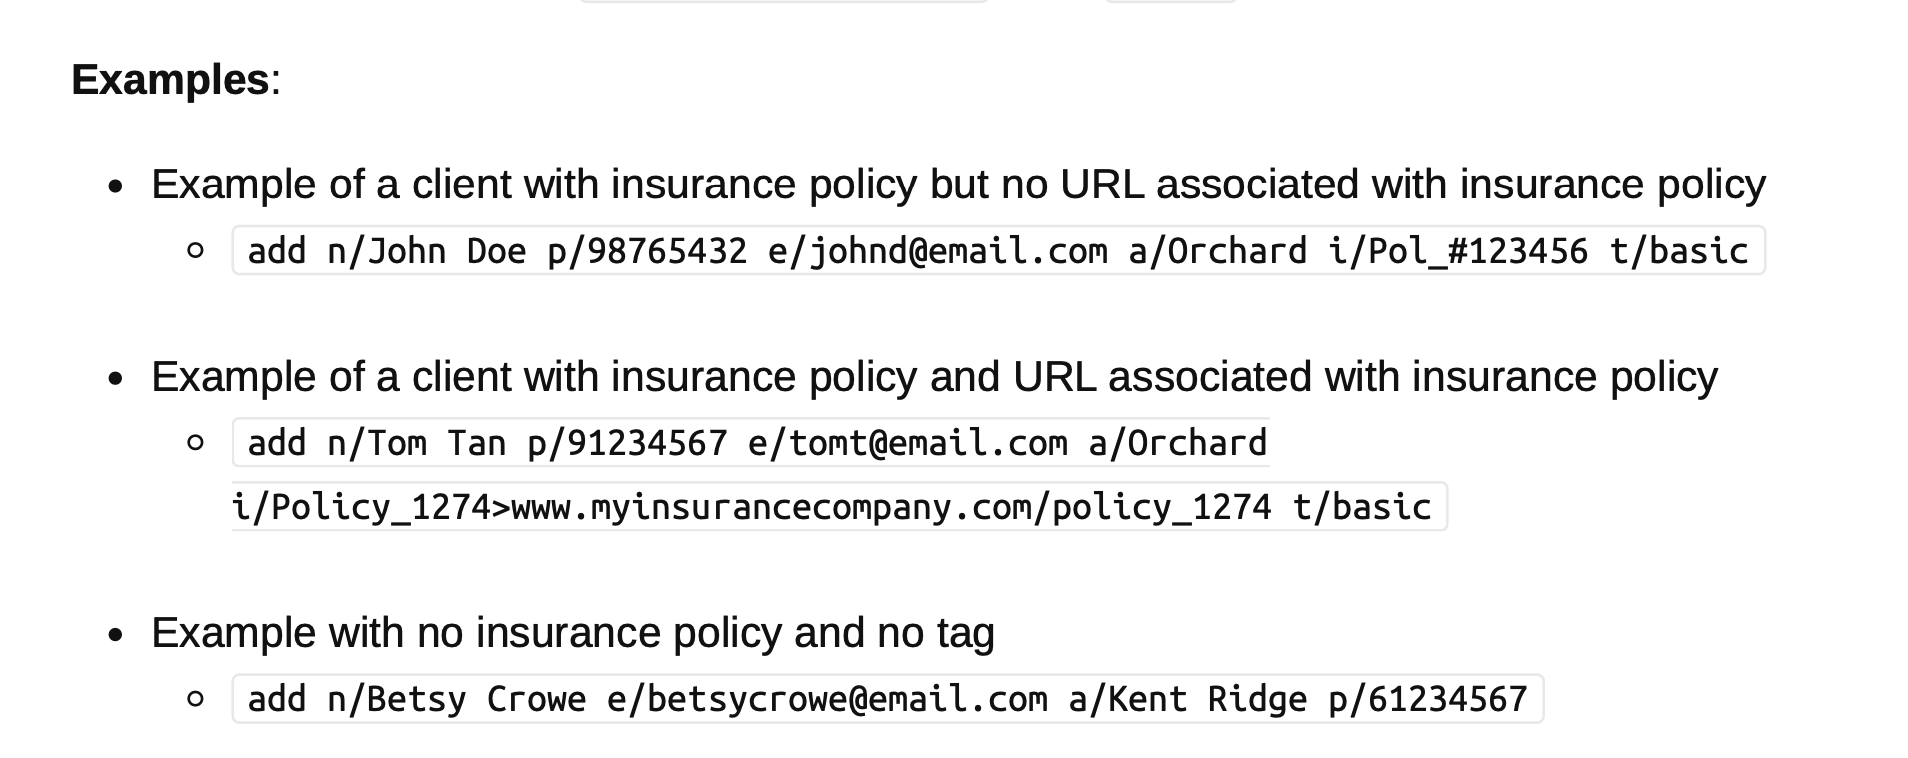 Examples:
Example of a client with insurance policy but no URL associated with insurance policy
add n/John Doe p/98765432 e/johnd@email.com a/Orchard i/Pol_#123456 t/basic
Example of a client with insurance policy and URL associated with insurance policy
add n/Tom Tan p/91234567 e/tomt@email.com a/Orchard
i/Policy_1274>www.myinsurancecompany.com/policy_1274 t/basic
Example with no insurance policy and no tag
add n/Betsy Crowe e/betsycrowe@email.com a/Kent Ridge p/61234567